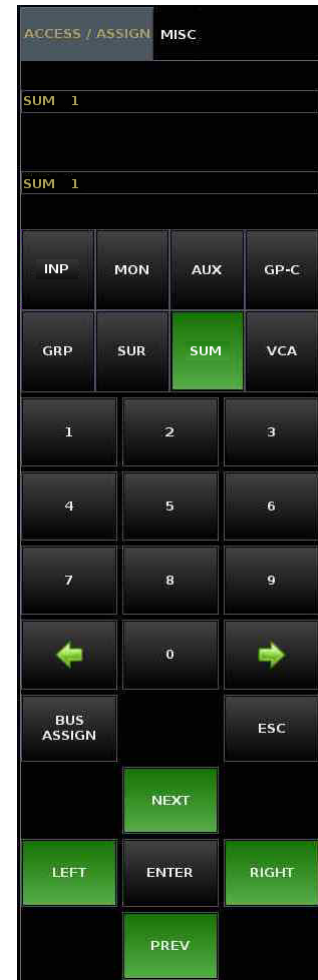 ACCESS / ASSIGN MISC
SUM 1
SUM 1
INP MON AUX GP-C
GRP SUR SUM VCA
1 2 3
4 5 6
7 8 9
0
BUS
ASSIGN
ESC
NEXT
LEFT ENTER RIGHT
PREV